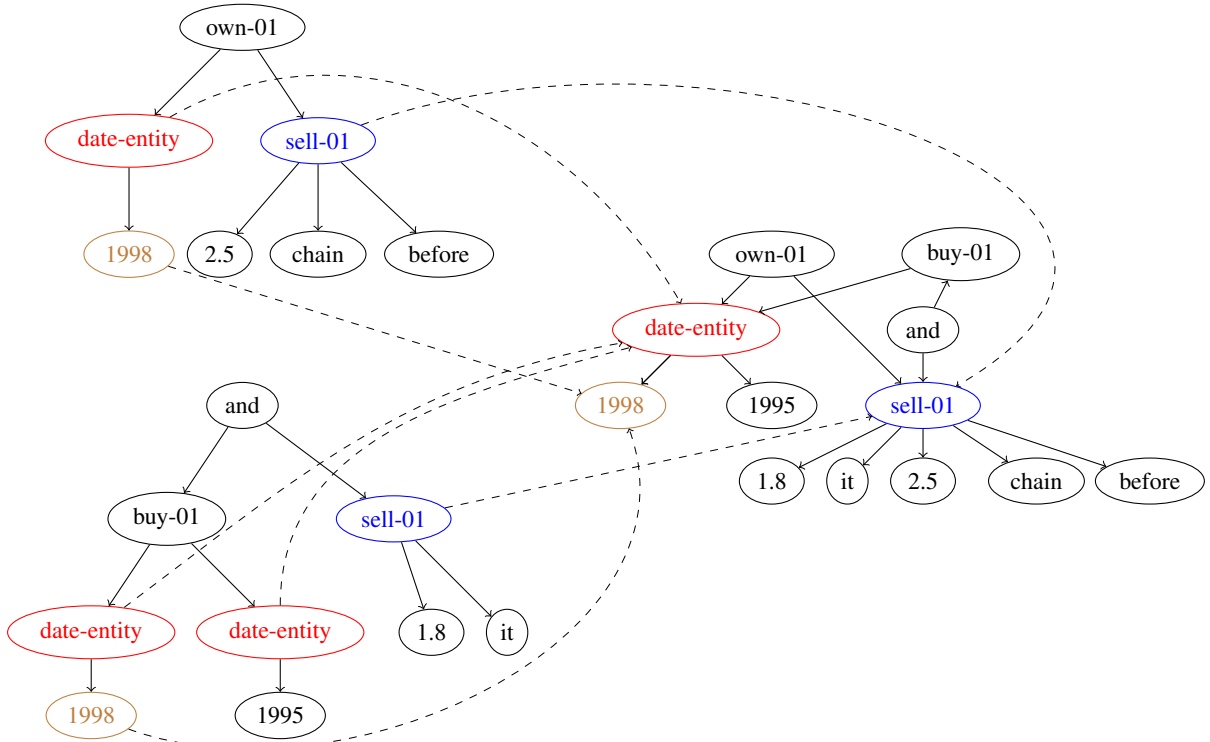 own-01
date-entity
sell-01
1998
2.5
chain
before
own-01
buy-01
date-entity
and
1998
1995
sell-01
1.8
it
2.5
chain
before
and
buy-01
sell-01
date-entity
date-entity
1.8
it
1998
1995